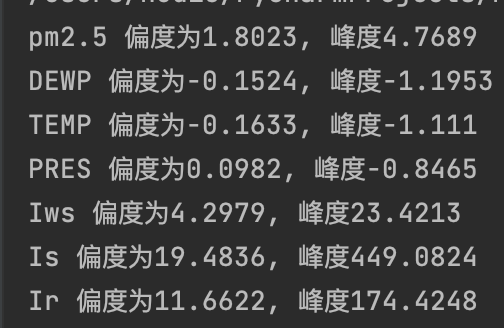 pm2.5 偏度为1.8023, 峰度4.7689
DEWP 偏度为-0.1524, 峰度-1.1953
TEMP 偏度为-0.1633, 峰度-1.111
PRES 偏度为0.0982, 峰度-0.8465
Iws 偏度为4.2979, 峰度23.4213
Is 偏度为19.4836, 峰度449.0824
Ir 偏度为11.6622, 峰度174.4248